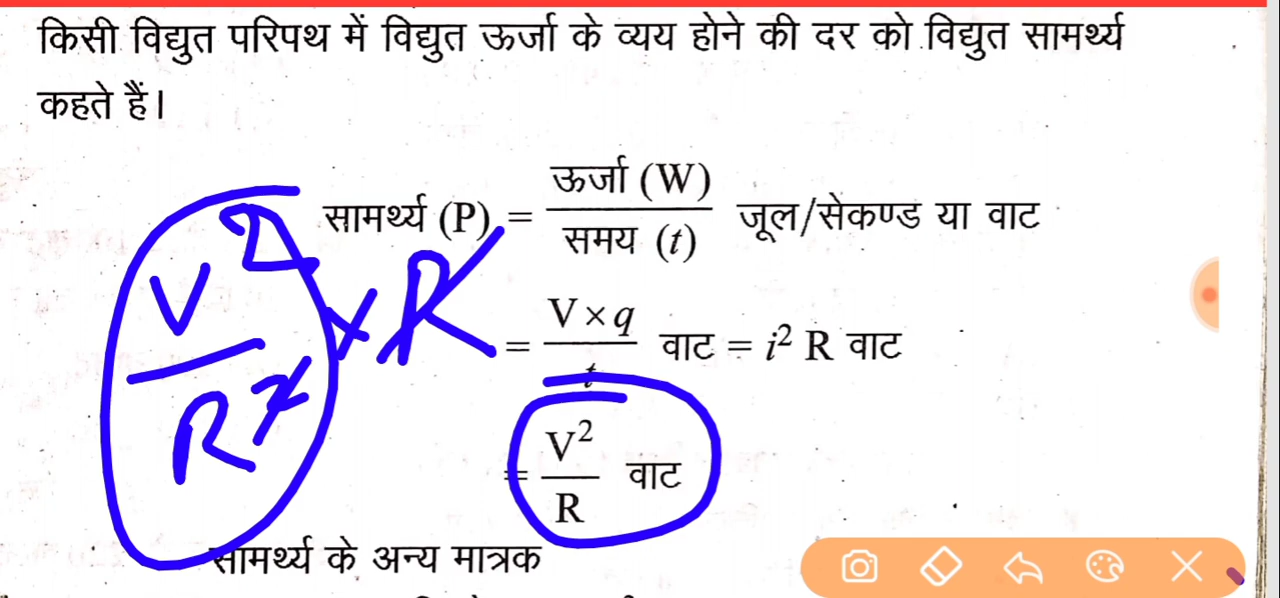 किसी विद्युत परिपथ में विद्युत ऊर्जा के व्यय होने की दर को विद्युत सामर्थ्य
कहते हैं।
सामर्थ्य (P) = ऊर्जा (W) / समय (t) जूल/सेकण्ड या वाट
= V × q / t वाट = i² R वाट
V² / R² × R
= V² / R वाट
सामर्थ्य के अन्य मात्रक